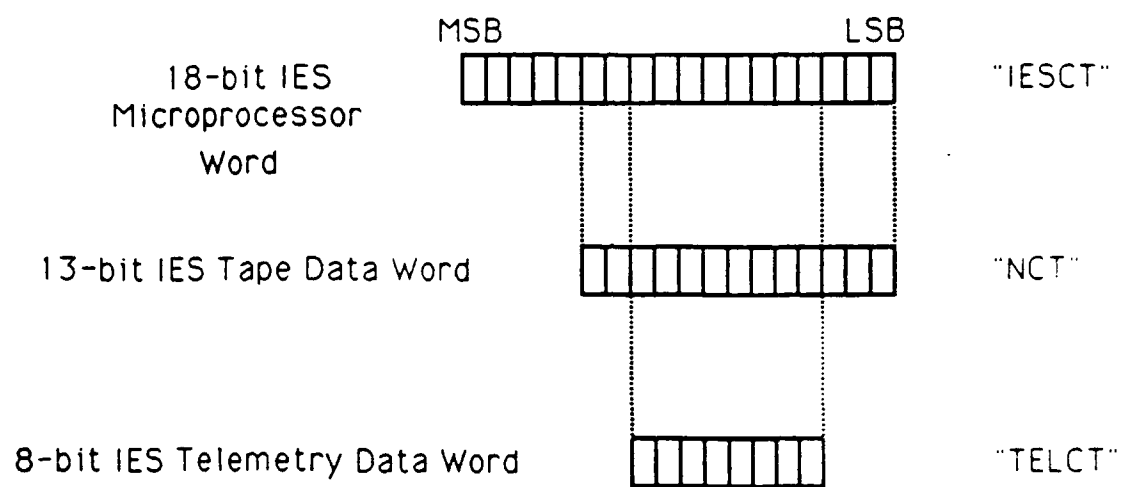 MSB LSB
18-bit IES "IESCT"
Microprocessor
Word
13-bit IES Tape Data Word "NCT"
8-bit IES Telemetry Data Word "TELCT"